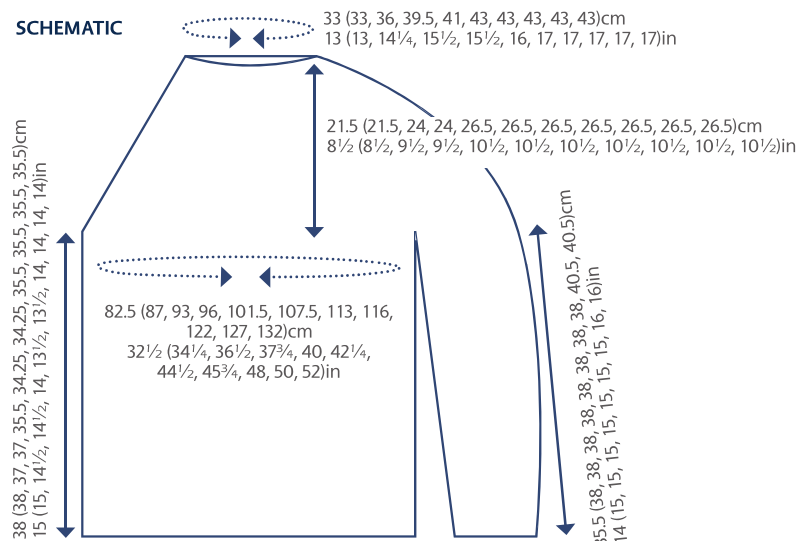 SCHEMATIC
33 (33, 36, 39.5, 41, 43, 43, 43, 43, 43)cm
13 (13, 14¼, 15½, 15½, 16, 17, 17, 17, 17, 17)in
21.5 (21.5, 24, 24, 26.5, 26.5, 26.5, 26.5, 26.5, 26.5, 26.5)cm
8½ (8½, 9½, 9½, 10½, 10½, 10½, 10½, 10½, 10½, 10½)in
38 (38, 37, 37, 35.5, 34.25, 34.25, 35.5, 35.5, 35.5, 35.5)cm
15 (15, 14½, 14½, 14, 13½, 13½, 14, 14, 14, 14)in
82.5 (87, 93, 96, 101.5, 107.5, 113, 116,
122, 127, 132)cm
32½ (34¼, 36½, 37¾, 40, 42¼,
44½, 45¾, 48, 50, 52)in
35.5 (38, 38, 38, 38, 38, 38, 38, 38, 40.5, 40.5)cm
14 (15, 15, 15, 15, 15, 15, 15, 15, 16, 16)in